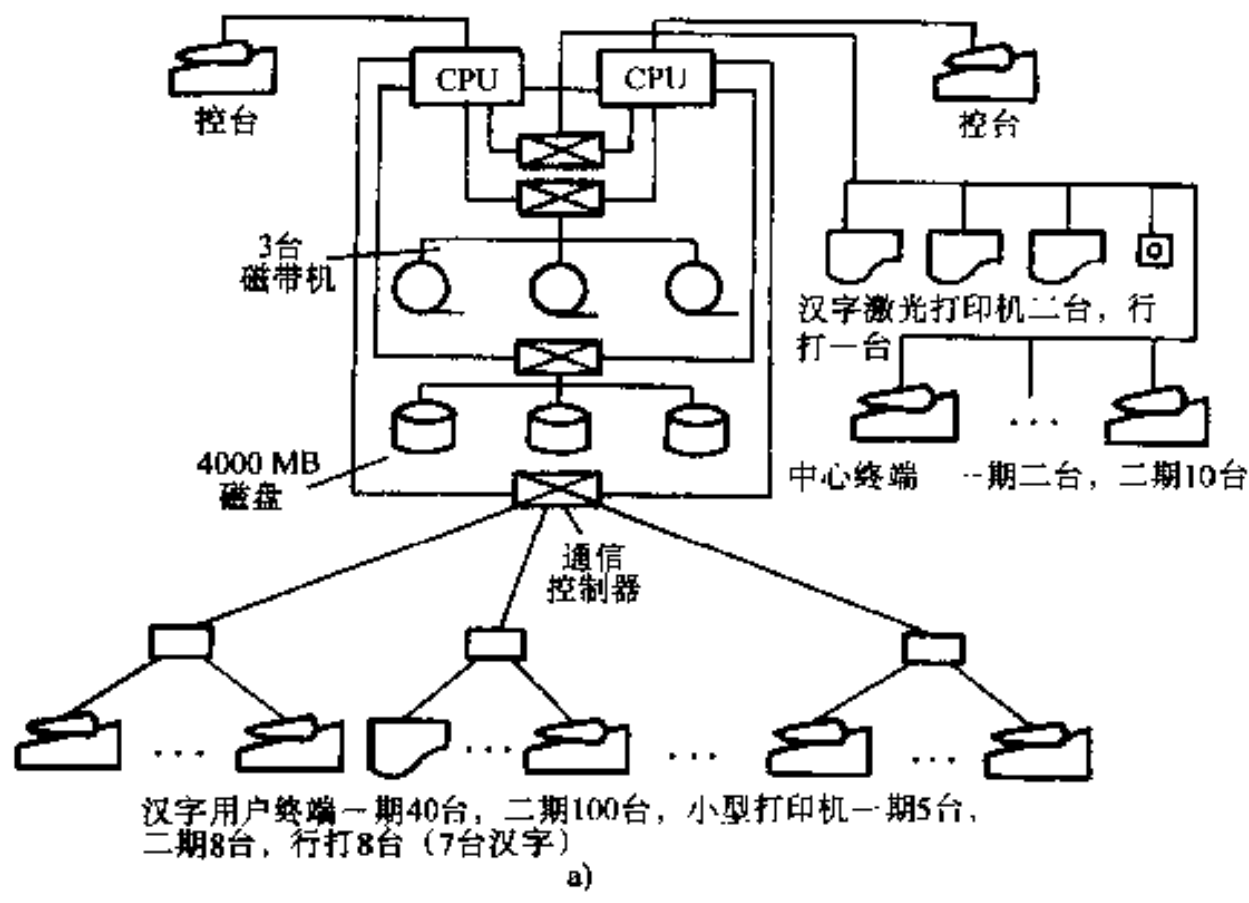 CPU
CPU
控台
控台
3台
磁带机
汉字激光打印机二台，行
打一台
4000 MB
磁盘
中心终端 一期二台，二期10台
通信
控制器
汉字用户终端一期40台，二期100台，小型打印机一期5台，
二期8台，行打8台（7台汉字）
a)